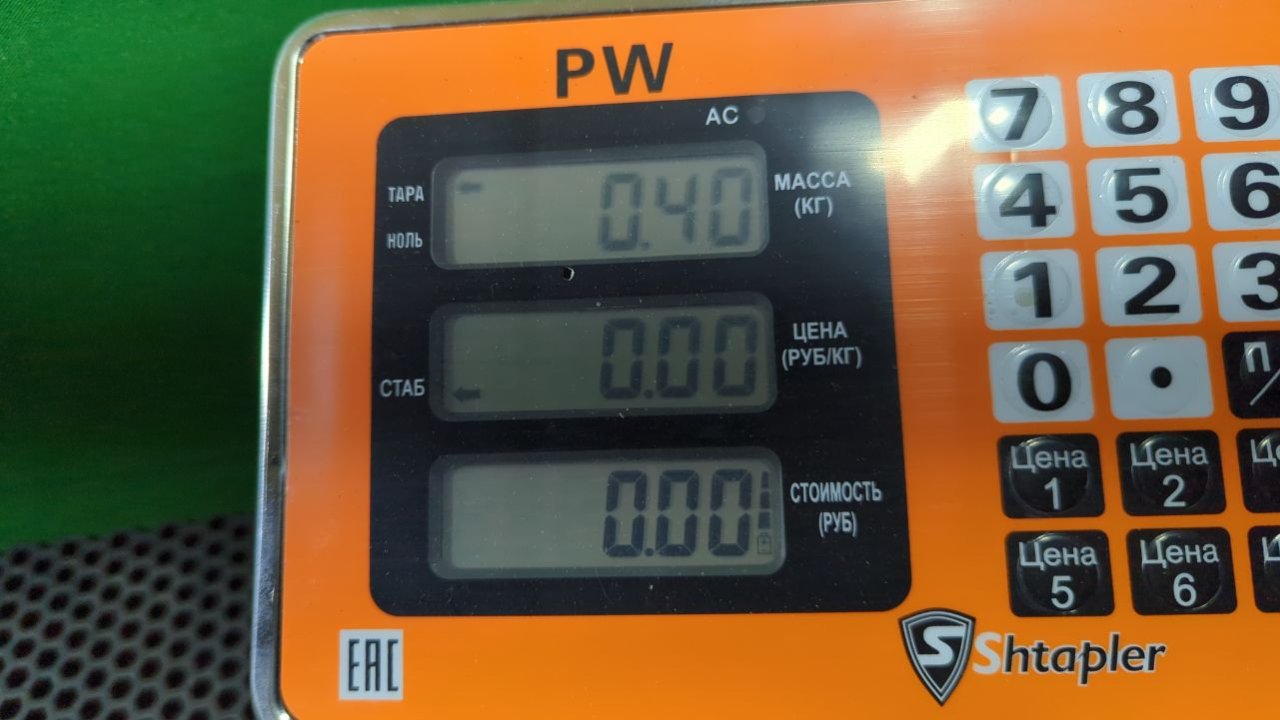 PW
AC
ТАРА
НОЛЬ
0.40
МАССА
(КГ)
СТАБ
0.00
ЦЕНА
(РУБ/КГ)
0.00
СТОИМОСТЬ
(РУБ)
7 8 9
4 5 6
1 2 3
0 .
Цена 1
Цена 2
Цена 5
Цена 6
EAC
S Shtapler